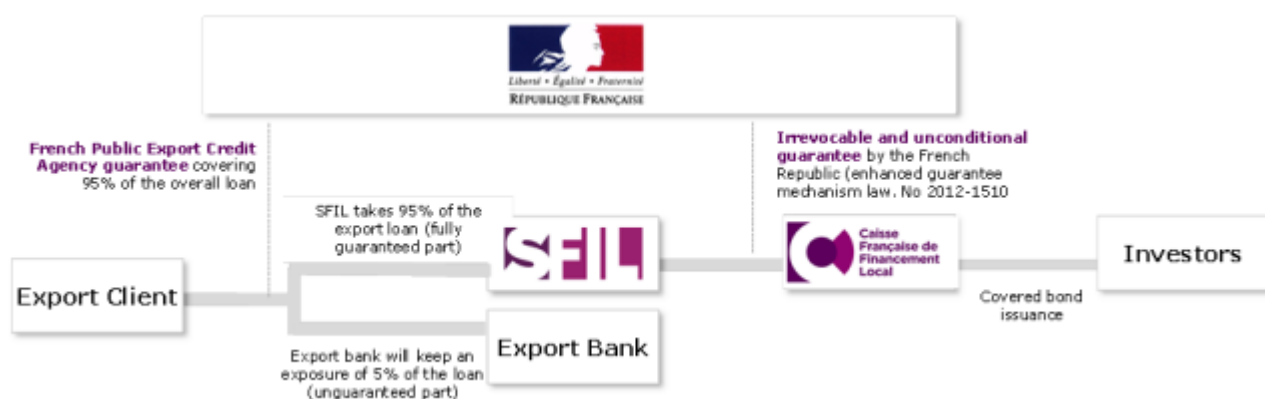 Liberté • Égalité • Fraternité
RÉPUBLIQUE FRANÇAISE
French Public Export Credit
Agency guarantee covering
95% of the overall loan
Irrevocable and unconditional
guarantee by the French
Republic (enhanced guarantee
mechanism law. No 2012-1510
SFIL takes 95% of the
export loan (fully
guaranteed part)
SFIL
Caisse
Française de
Financement
Local
Investors
Export Client
Covered bond
issuance
Export Bank
Export bank will keep an
exposure of 5% of the loan
(unguaranteed part)